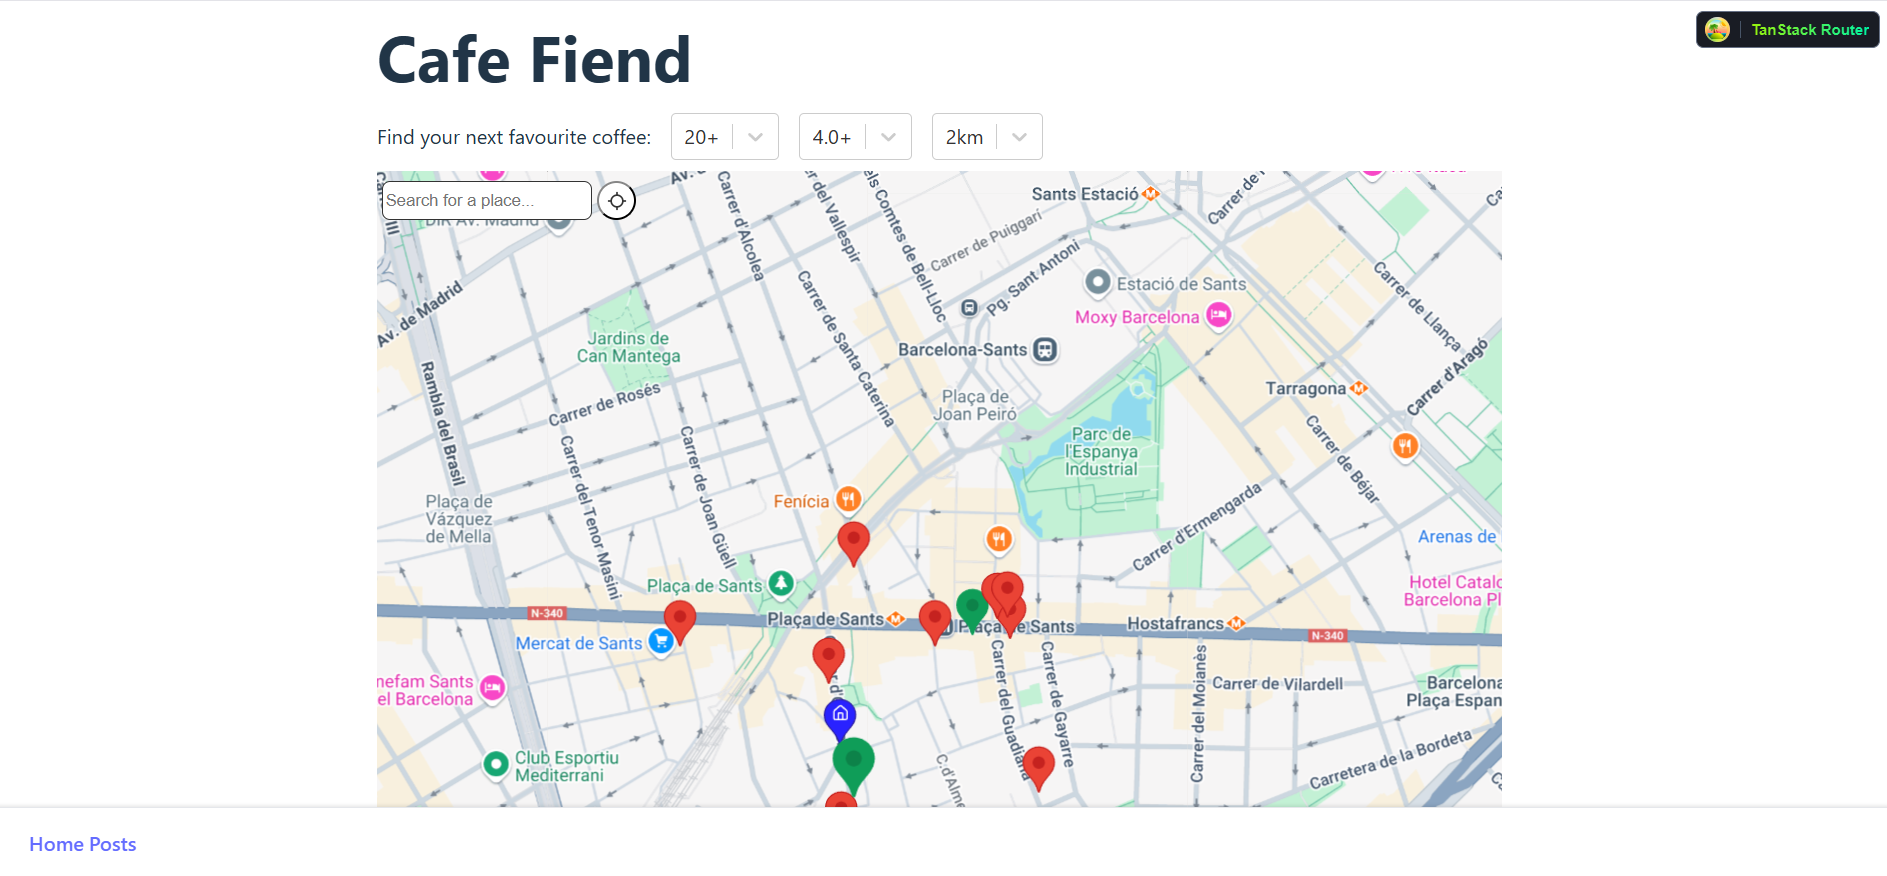 Cafe Fiend
TanStack Router
Find your next favourite coffee:
20+
4.0+
2km
Search for a place...
DiR Av. Madrid
Av. de Madrid
Rambla del Brasil
Carrer d'Alcolea
Carrer del Vallespir
els Comtes de Bell-Lloc
Carrer de Puiggarí
Sants Estació
Pg. Sant Antoni
Estació de Sants
Moxy Barcelona
Barcelona-Sants
Carrer de Llança
Carrer d'Aragó
Tarragona
Jardins de
Can Mantega
Carrer de Rosés
Carrer de Santa Caterina
Plaça de
Joan Peiró
Parc de
l'Espanya
Industrial
Carrer de Béjar
Carrer del Tenor Masini
Carrer de Joan Güell
Plaça de
Vázquez
de Mella
Fenícia
Carrer d'Ermengarda
Arenas de
Plaça de Sants
Hotel Catalo
Barcelona Pl
N-340
Plaça de Sants
Plaça de Sants
Hostafrancs
N-340
Mercat de Sants
nefam Sants
el Barcelona
Carrer del Guadiana
Carrer de Gayarre
Carrer del Moianès
Carrer de Vilardell
Barcelona
Plaça Espan
Club Esportiu
Mediterrani
C. d'Alme
Carretera de la Bordeta
Home Posts